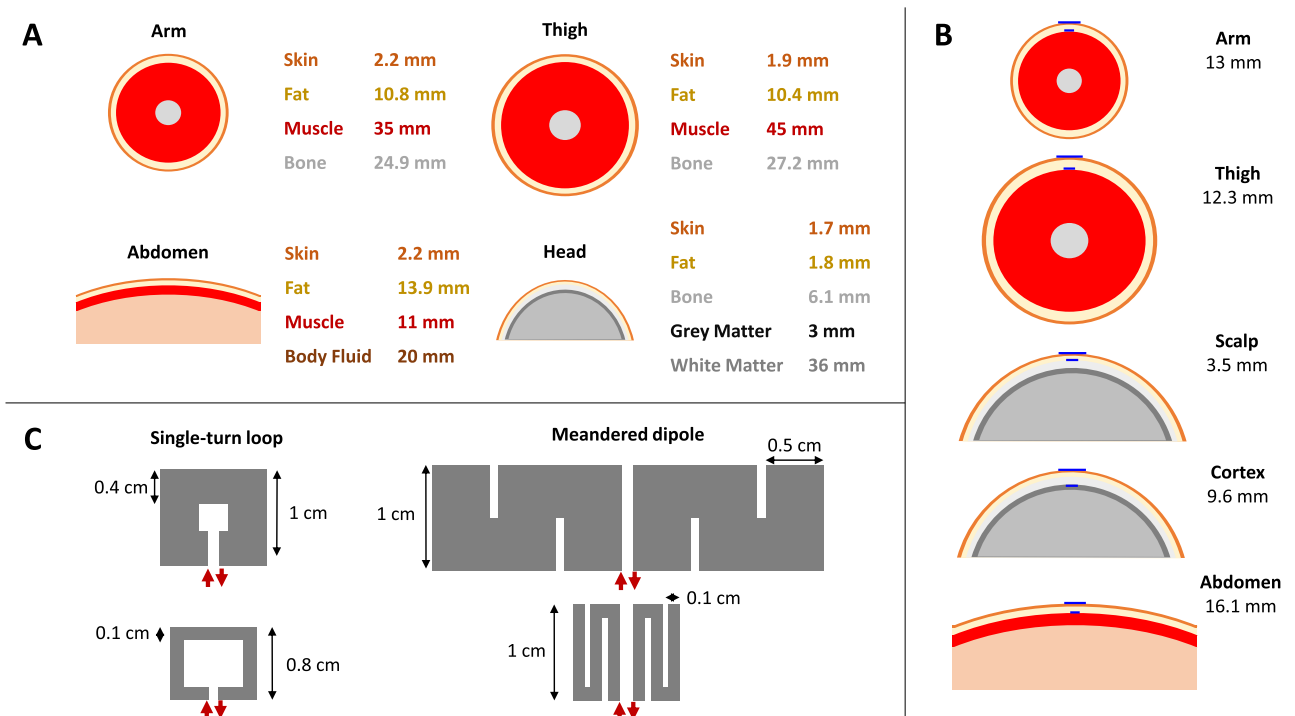 A
Arm
Skin 2.2 mm
Fat 10.8 mm
Muscle 35 mm
Bone 24.9 mm
Thigh
Skin 1.9 mm
Fat 10.4 mm
Muscle 45 mm
Bone 27.2 mm
Abdomen
Skin 2.2 mm
Fat 13.9 mm
Muscle 11 mm
Body Fluid 20 mm
Head
Skin 1.7 mm
Fat 1.8 mm
Bone 6.1 mm
Grey Matter 3 mm
White Matter 36 mm
B
Arm
13 mm
Thigh
12.3 mm
Scalp
3.5 mm
Cortex
9.6 mm
Abdomen
16.1 mm
C
Single-turn loop
0.4 cm
1 cm
0.1 cm
0.8 cm
Meandered dipole
0.5 cm
1 cm
0.1 cm
1 cm